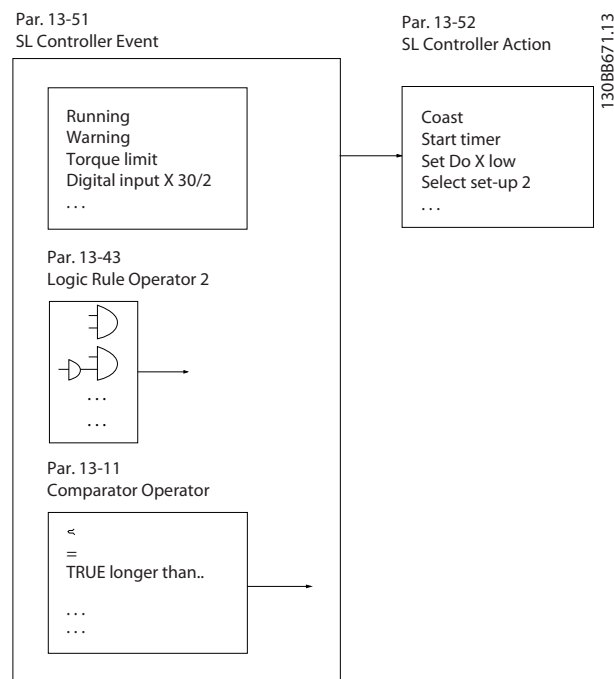 Par. 13-51
SL Controller Event
Par. 13-52
SL Controller Action
130BB671.13
Running
Warning
Torque limit
Digital input X 30/2
. . .
Coast
Start timer
Set Do X low
Select set-up 2
. . .
Par. 13-43
Logic Rule Operator 2
. . .
. . .
Par. 13-11
Comparator Operator
<
=
TRUE longer than..
. . .
. . .